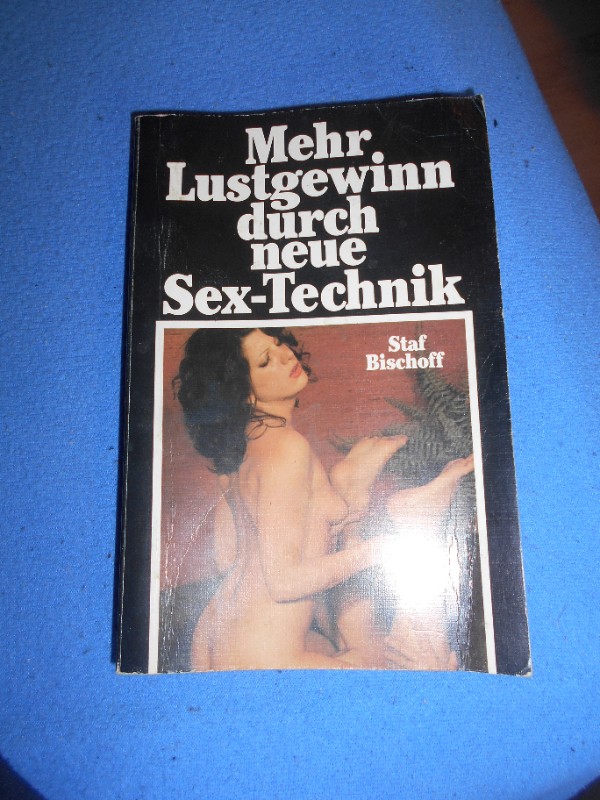 Mehr
Lustgewinn
durch
neue
Sex-Technik
Staf
Bischoff